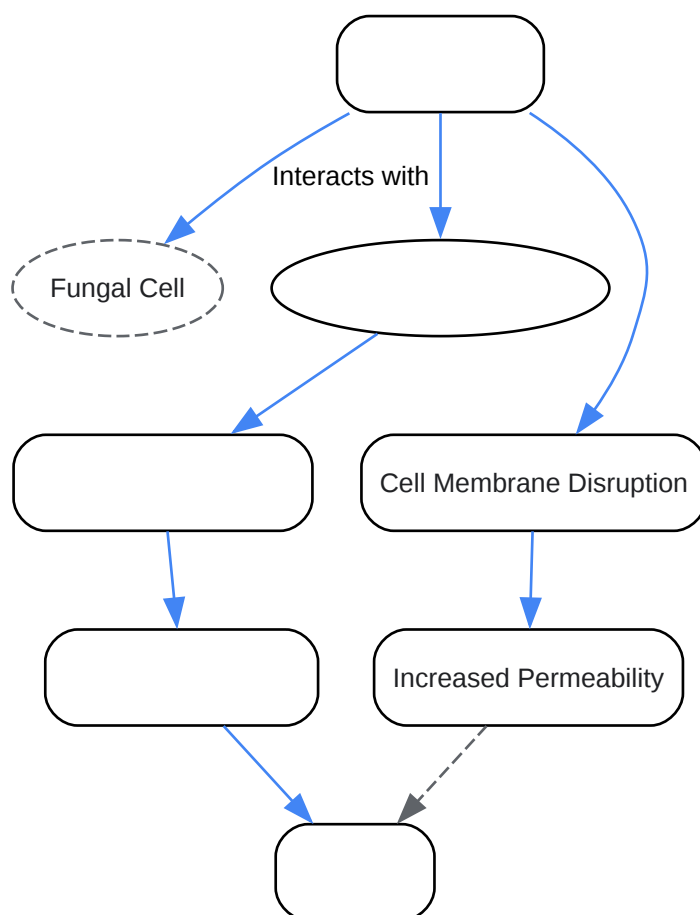 Interacts with
Fungal Cell
Cell Membrane Disruption
Increased Permeability